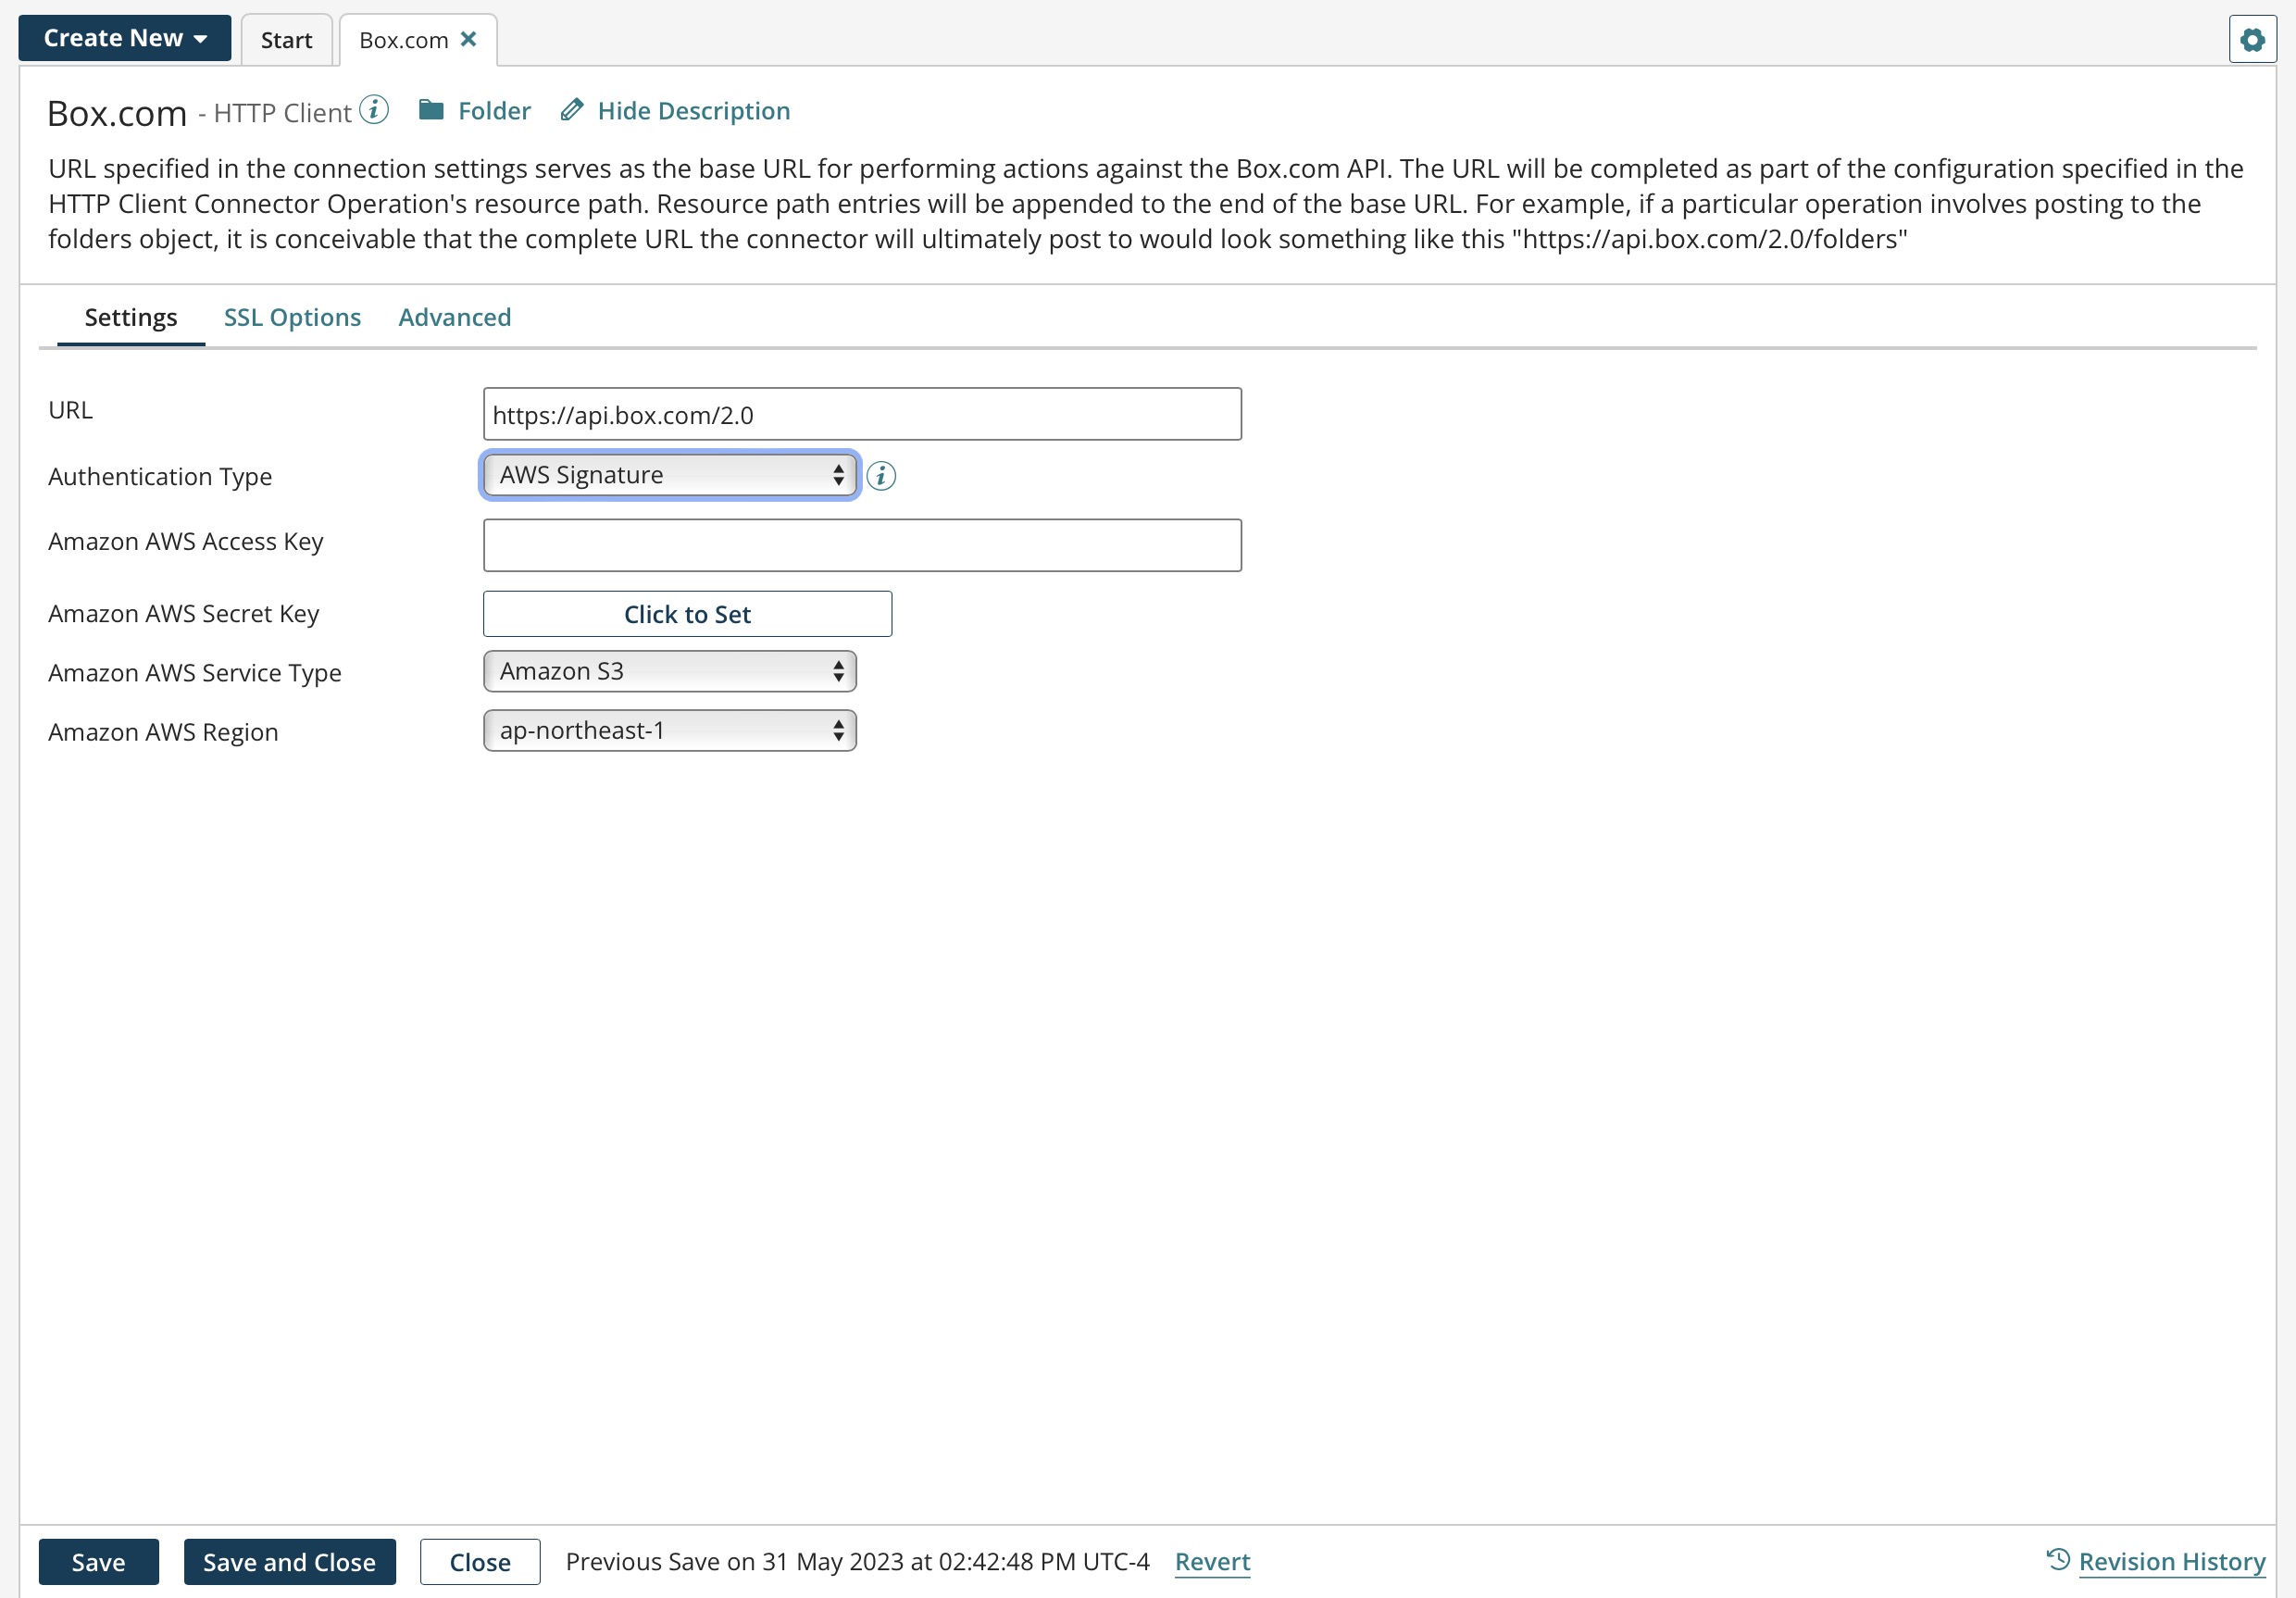 Create New
Start
Box.com
Box.com - HTTP Client
Folder
Hide Description
URL specified in the connection settings serves as the base URL for performing actions against the Box.com API. The URL will be completed as part of the configuration specified in the
HTTP Client Connector Operation's resource path. Resource path entries will be appended to the end of the base URL. For example, if a particular operation involves posting to the
folders object, it is conceivable that the complete URL the connector will ultimately post to would look something like this "https://api.box.com/2.0/folders"
Settings
SSL Options
Advanced
URL
https://api.box.com/2.0
Authentication Type
AWS Signature
Amazon AWS Access Key
Amazon AWS Secret Key
Click to Set
Amazon AWS Service Type
Amazon S3
Amazon AWS Region
ap-northeast-1
Save
Save and Close
Close
Previous Save on 31 May 2023 at 02:42:48 PM UTC-4
Revert
Revision History